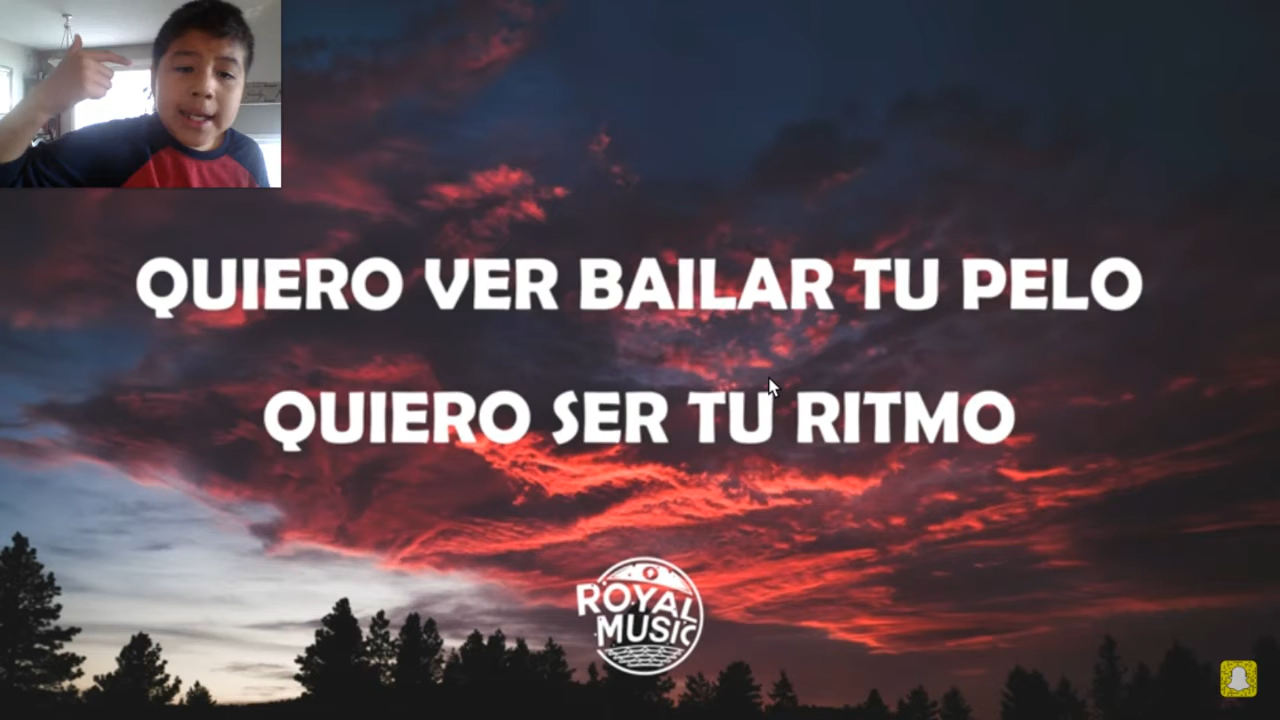 QUIERO VER BAILAR TU PELO
QUIERO SER TU RITMO
ROYAL
MUSIC